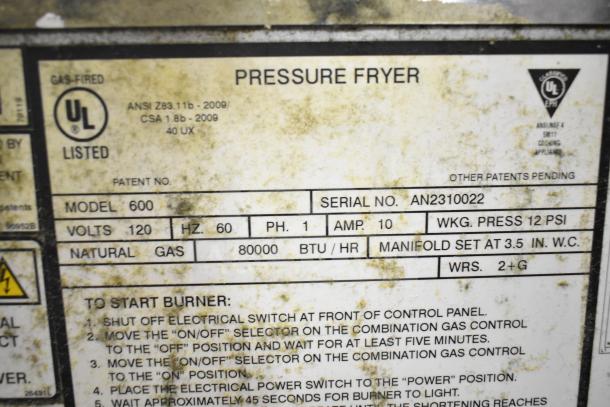 GAS-FIRED
UL
LISTED
PRESSURE FRYER
ANSI Z83.11b - 2009/
CSA 1.8b - 2009
40 UX
CLASSIFIED
UL
EPH
ANSI/NSF 4
5M17
COOKING
APPLIANCE
PATENT NO.
OTHER PATENTS PENDING
MODEL 600
SERIAL NO. AN2310022
VOLTS 120 HZ. 60 PH. 1 AMP. 10 WKG. PRESS 12 PSI
NATURAL GAS 80000 BTU / HR MANIFOLD SET AT 3.5 IN. W.C.
WRS. 2+G
TO START BURNER:
1. SHUT OFF ELECTRICAL SWITCH AT FRONT OF CONTROL PANEL.
2. MOVE THE "ON/OFF" SELECTOR ON THE COMBINATION GAS CONTROL
TO THE "OFF" POSITION AND WAIT FOR AT LEAST FIVE MINUTES.
3. MOVE THE "ON/OFF" SELECTOR ON THE COMBINATION GAS CONTROL
TO THE "ON" POSITION.
4. PLACE THE ELECTRICAL POWER SWITCH TO THE "POWER" POSITION.
5. WAIT APPROXIMATELY 45 SECONDS FOR BURNER TO LIGHT.
THE SHORTENING REACHES